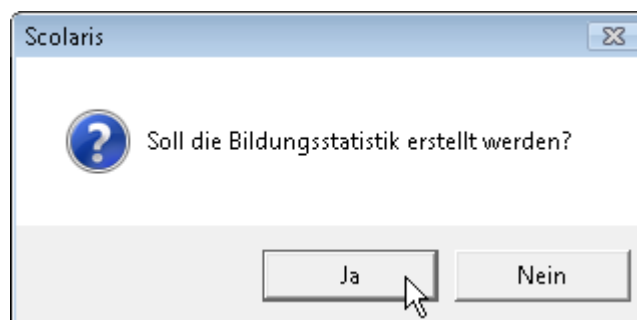 Scolaris
Soll die Bildungsstatistik erstellt werden?
Ja
Nein